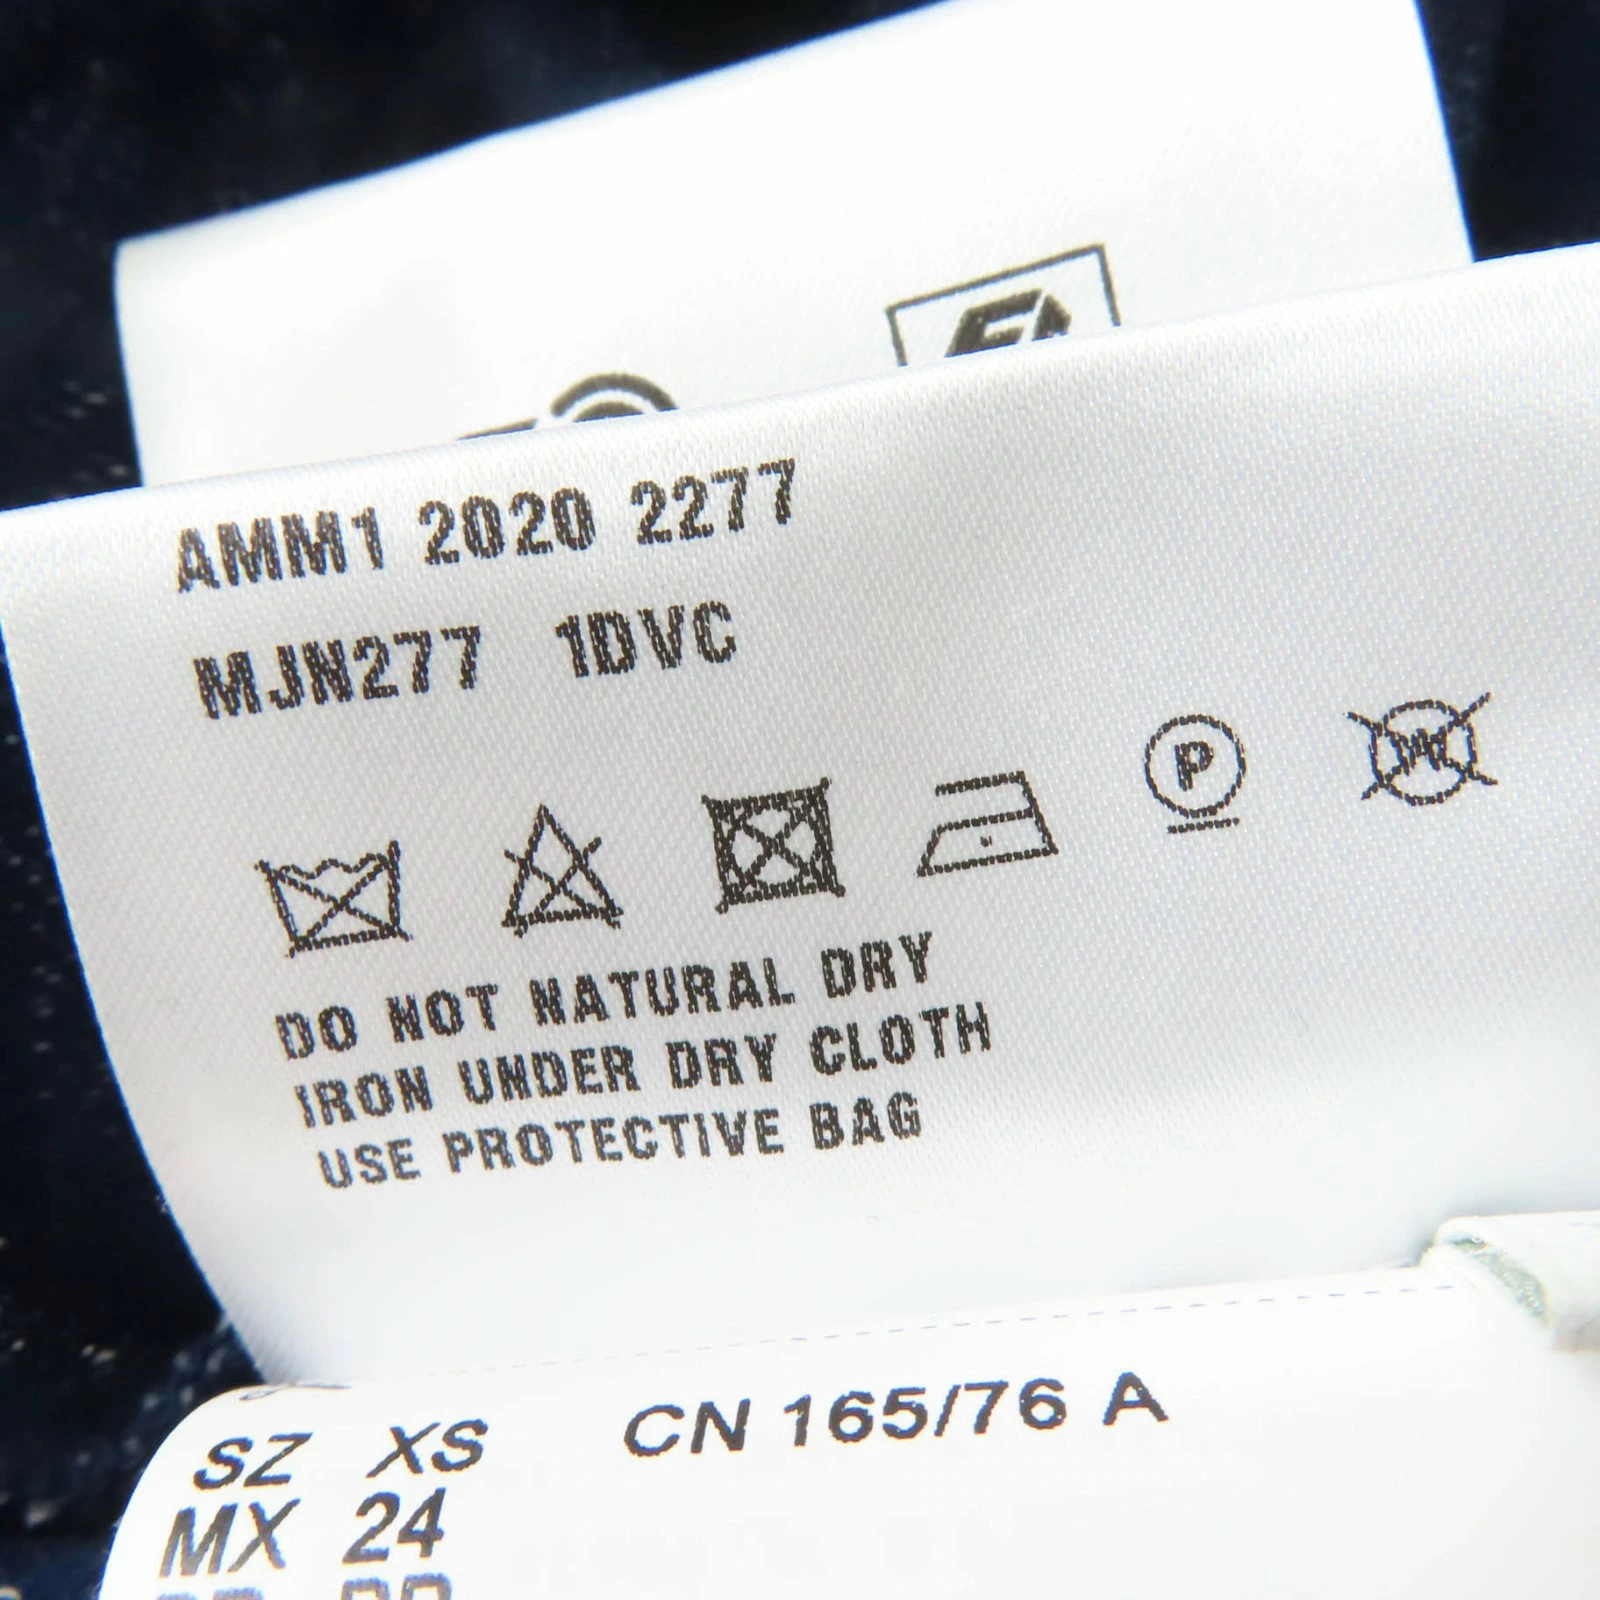 AMM1 2020 2277
MJN277 1DVC
P
W
DO NOT NATURAL DRY
IRON UNDER DRY CLOTH
USE PROTECTIVE BAG
SZ XS CN 165/76 A
MX 24